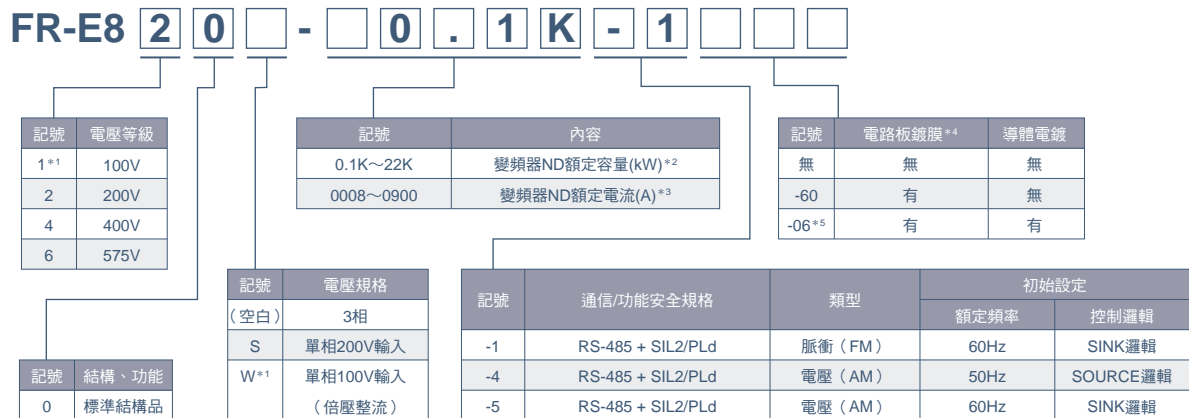 FR-E8 2 0 - 0 . 1 K - 1
記號 電壓等級
1*1 100V
2 200V
4 400V
6 575V
記號 內容
0.1K～22K 變頻器ND額定容量(kW)*2
0008～0900 變頻器ND額定電流(A)*3
記號 電路板鍍膜*4 導體電鍍
無 無 無
-60 有 無
-06*5 有 有
記號 結構、功能
0 標準結構品
記號 電壓規格
（空白） 3相
S 單相200V輸入
W*1 單相100V輸入
（倍壓整流）
記號 通信/功能安全規格 類型 初始設定
額定頻率 控制邏輯
-1 RS-485 + SIL2/PLd 脈衝（FM） 60Hz SINK邏輯
-4 RS-485 + SIL2/PLd 電壓（AM） 50Hz SOURCE邏輯
-5 RS-485 + SIL2/PLd 電壓（AM） 60Hz SINK邏輯